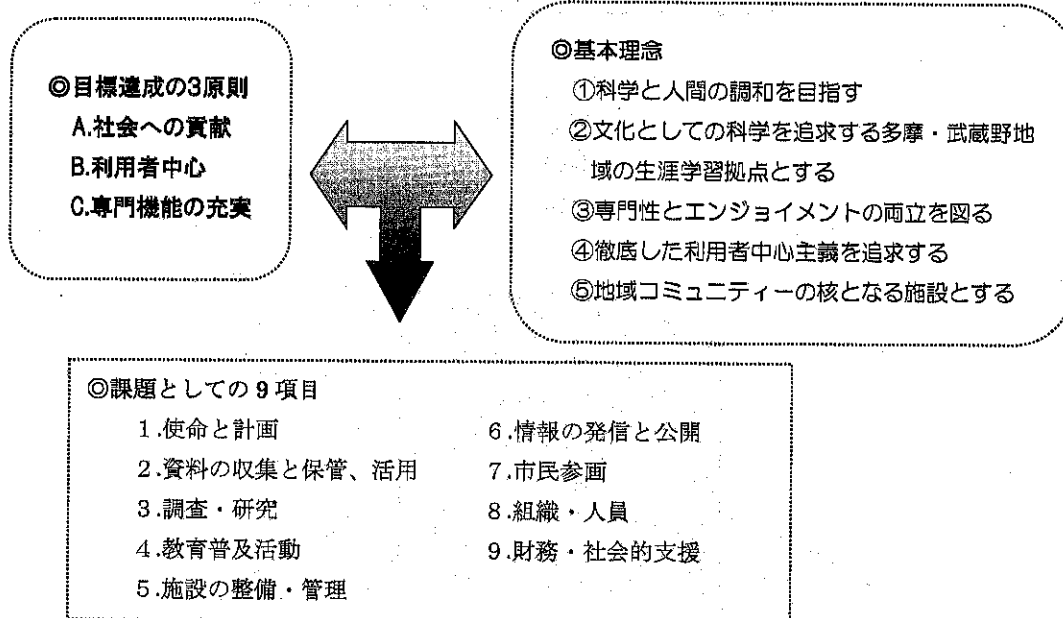 ◎目標達成の3原則
A.社会への貢献
B.利用者中心
C.専門機能の充実
◎基本理念
①科学と人間の調和を目指す
②文化としての科学を追求する多摩・武蔵野地
域の生涯学習拠点とする
③専門性とエンジョイメントの両立を図る
④徹底した利用者中心主義を追求する
⑤地域コミュニティーの核となる施設とする
◎課題としての9項目
1.使命と計画
2.資料の収集と保管、活用
3.調査・研究
4.教育普及活動
5.施設の整備・管理
6.情報の発信と公開
7.市民参画
8.組織・人員
9.財務・社会的支援